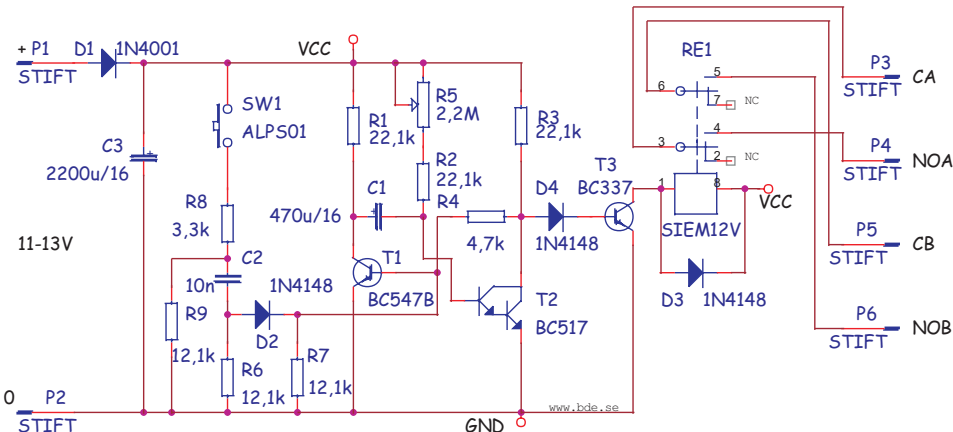 + P1
STIFT
D1
1N4001
VCC
SW1
ALPS01
C3
2200u/16
R8
3,3k
11-13V
C2
10n
R9
12,1k
1N4148
D2
R6
12,1k
R7
12,1k
0
P2
STIFT
R1
22,1k
R5
2,2M
R2
22,1k
R3
22,1k
C1
470u/16
R4
4,7k
T1
BC547B
T2
BC517
D4
1N4148
T3
BC337
RE1
5
6
7
NC
4
3
2
NC
1
8
SIEM12V
VCC
D3
1N4148
P3
STIFT
CA
P4
STIFT
NOA
P5
STIFT
CB
P6
STIFT
NOB
www.bde.se
GND